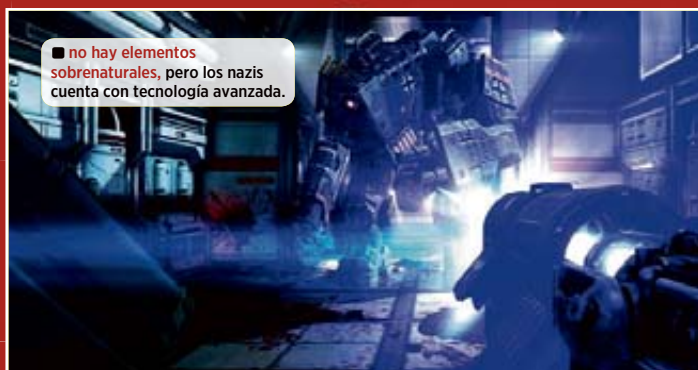 ■ no hay elementos
sobrenaturales, pero los nazis
cuenta con tecnología avanzada.